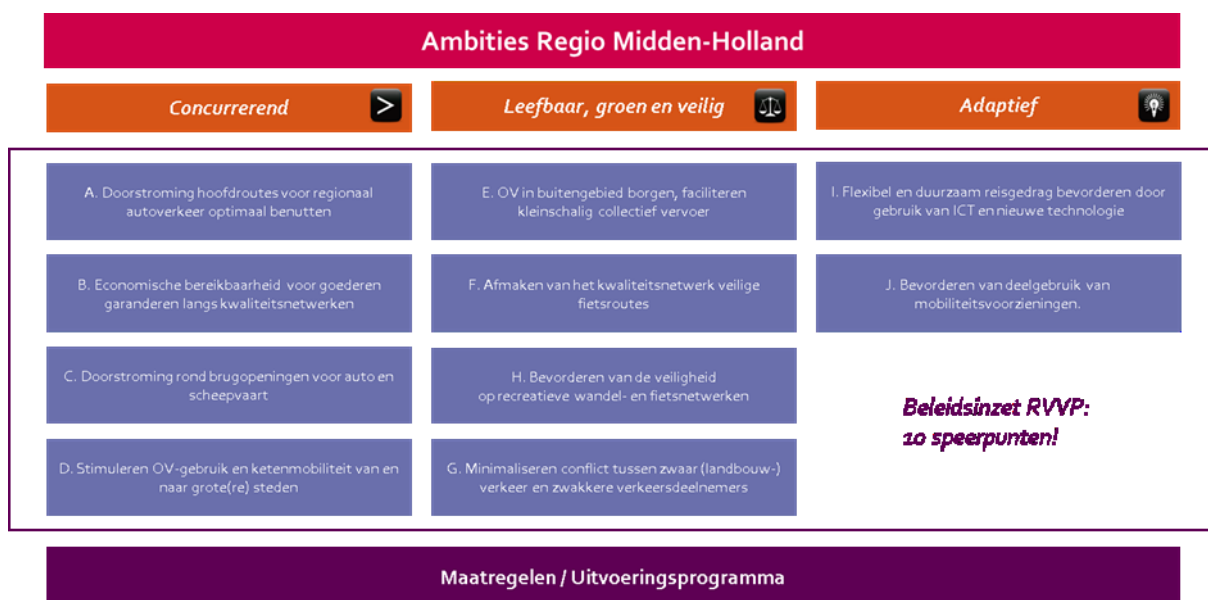 Ambities Regio Midden-Holland
Concurrerend
>
Leefbaar, groen en veilig
Adaptief
A. Doorstroming hoofdroutes voor regionaal
autoverkeer optimaal benutten
E. OV in buitengebied borgen, faciliteren
kleinschalig collectief vervoer
I. Flexibel en duurzaam reisgedrag bevorderen door
gebruik van ICT en nieuwe technologie
B. Economische bereikbaarheid voor goederen
garanderen langs kwaliteitsnetwerken
F. Afmaken van het kwaliteitsnetwerk veilige
fietsroutes
J. Bevorderen van deelgebruik van
mobiliteitsvoorzieningen.
C. Doorstroming rond brugopeningen voor auto en
scheepvaart
H. Bevorderen van de veiligheid
op recreatieve wandel- en fietsnetwerken
Beleidsinzet RVVP:
10 speerpunten!
D. Stimuleren OV-gebruik en ketenmobiliteit van en
naar grote(re) steden
G. Minimaliseren conflict tussen zwaar (landbouw-)
verkeer en zwakkere verkeersdeelnemers
Maatregelen / Uitvoeringsprogramma